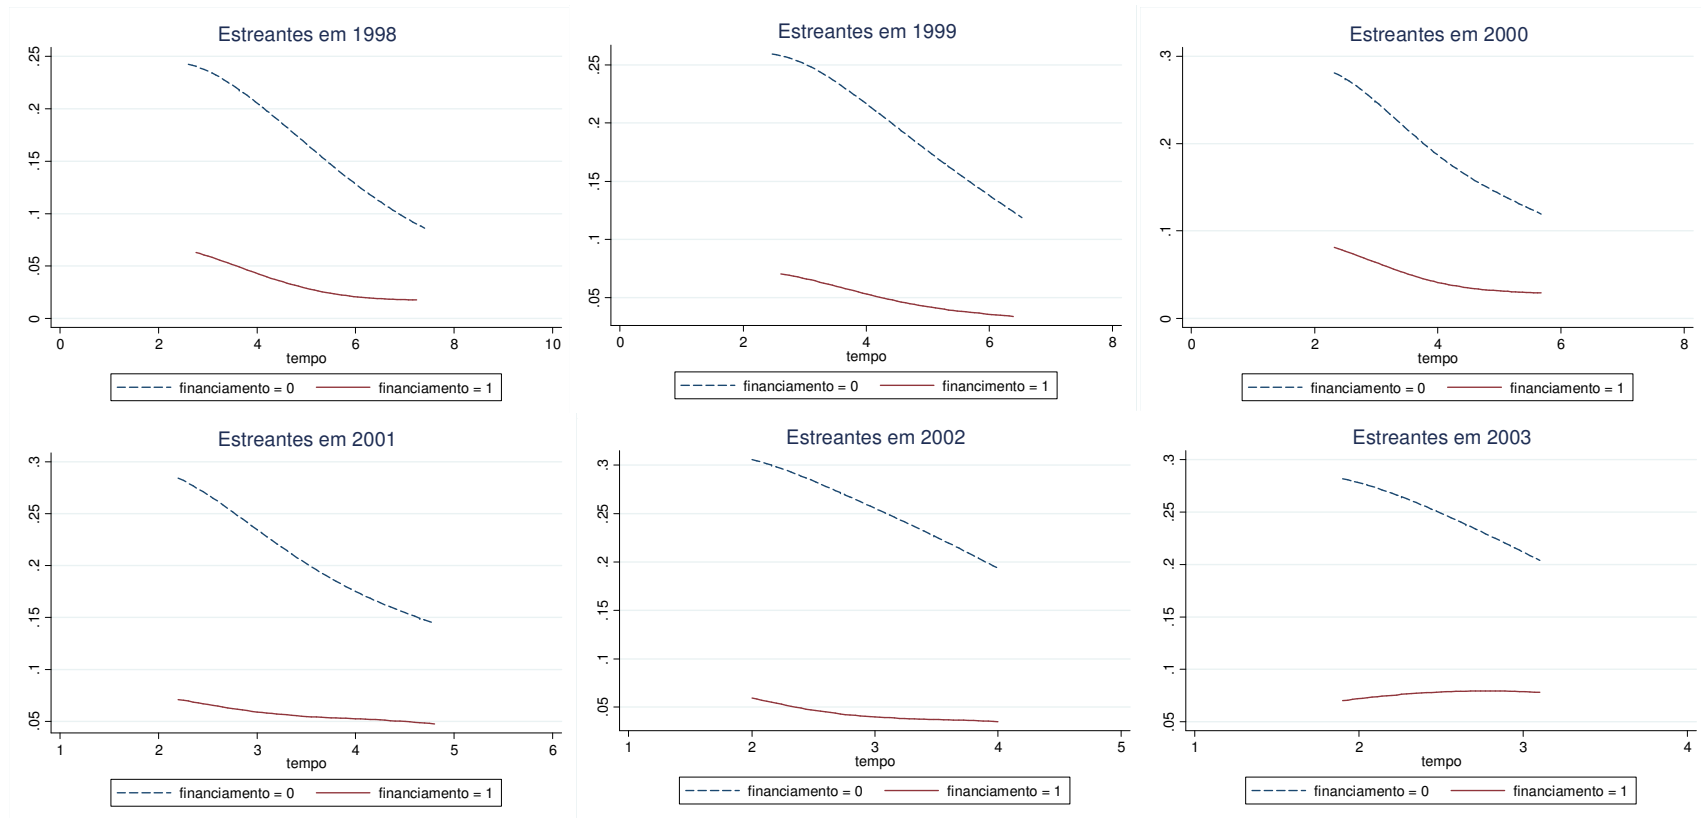 Estreantes em 1998
.25
.2
.15
.1
.05
0
0 2 4 6 8 10
tempo
financiamento = 0 financiamento = 1
Estreantes em 1999
.25
.2
.15
.1
.05
0 2 4 6 8
tempo
financiamento = 0 financimento = 1
Estreantes em 2000
.3
.2
.1
0
0 2 4 6 8
tempo
financiamento = 0 financiamento = 1
Estreantes em 2001
.3
.25
.2
.15
.1
.05
1 2 3 4 5 6
tempo
financiamento = 0 financiamento = 1
Estreantes em 2002
.3
.25
.2
.15
.1
.05
1 2 3 4 5
tempo
financiamento = 0 financiamento = 1
Estreantes em 2003
.3
.25
.2
.15
.1
.05
1 2 3 4
tempo
financiamento = 0 financiamento = 1